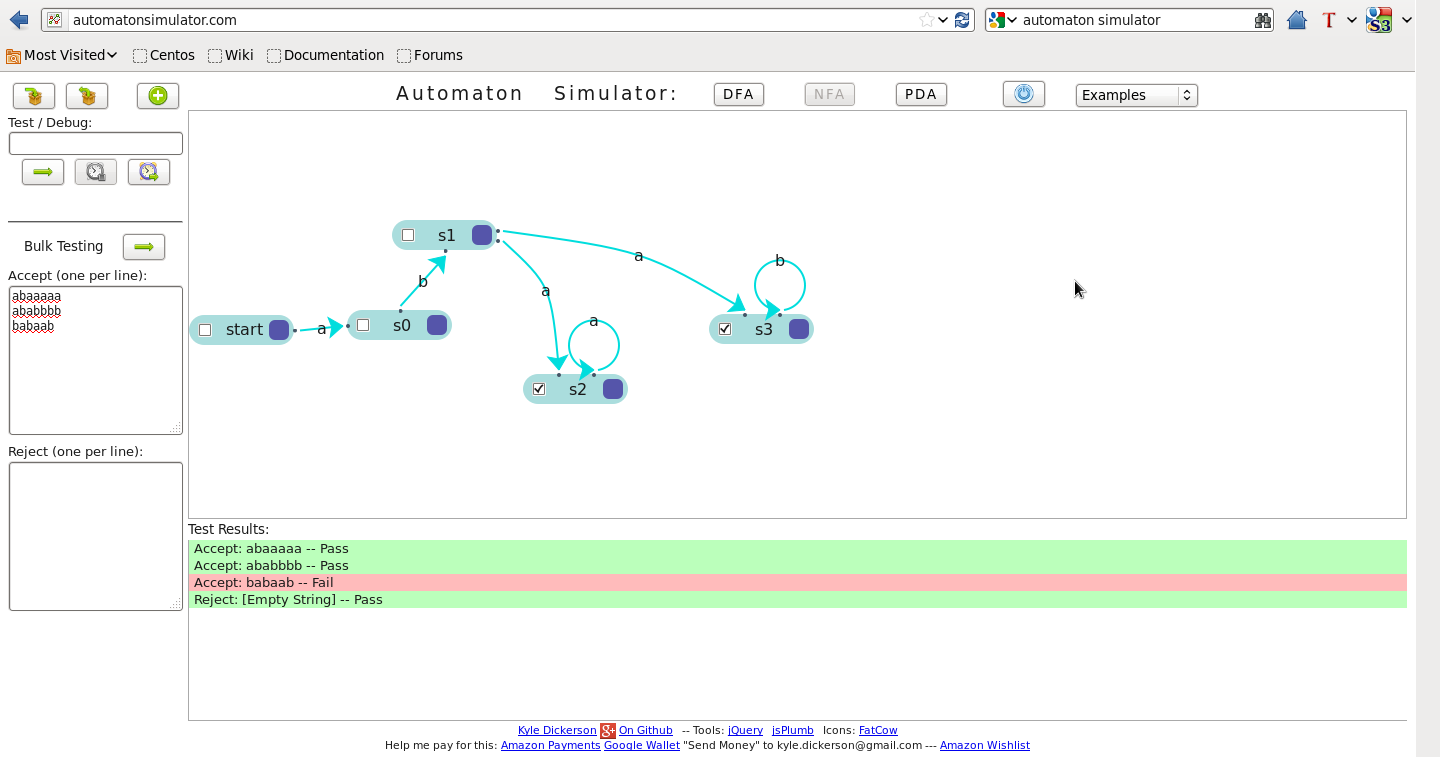 automatonsimulator.com
automaton simulator
T
S3
Most Visited
Centos
Wiki
Documentation
Forums
Automaton Simulator:
DFA
NFA
PDA
Examples
Test / Debug:
Bulk Testing
Accept (one per line):
abaaaaa
ababbbb
babaab
Reject (one per line):
s1
a
b
a
b
start
a
s0
a
s3
s2
Test Results:
Accept: abaaaaa -- Pass
Accept: ababbbb -- Pass
Accept: babaab -- Fail
Reject: [Empty String] -- Pass
Kyle Dickerson g+ On Github -- Tools: jQuery jsPlumb Icons: FatCow
Help me pay for this: Amazon Payments Google Wallet "Send Money" to kyle.dickerson@gmail.com --- Amazon Wishlist